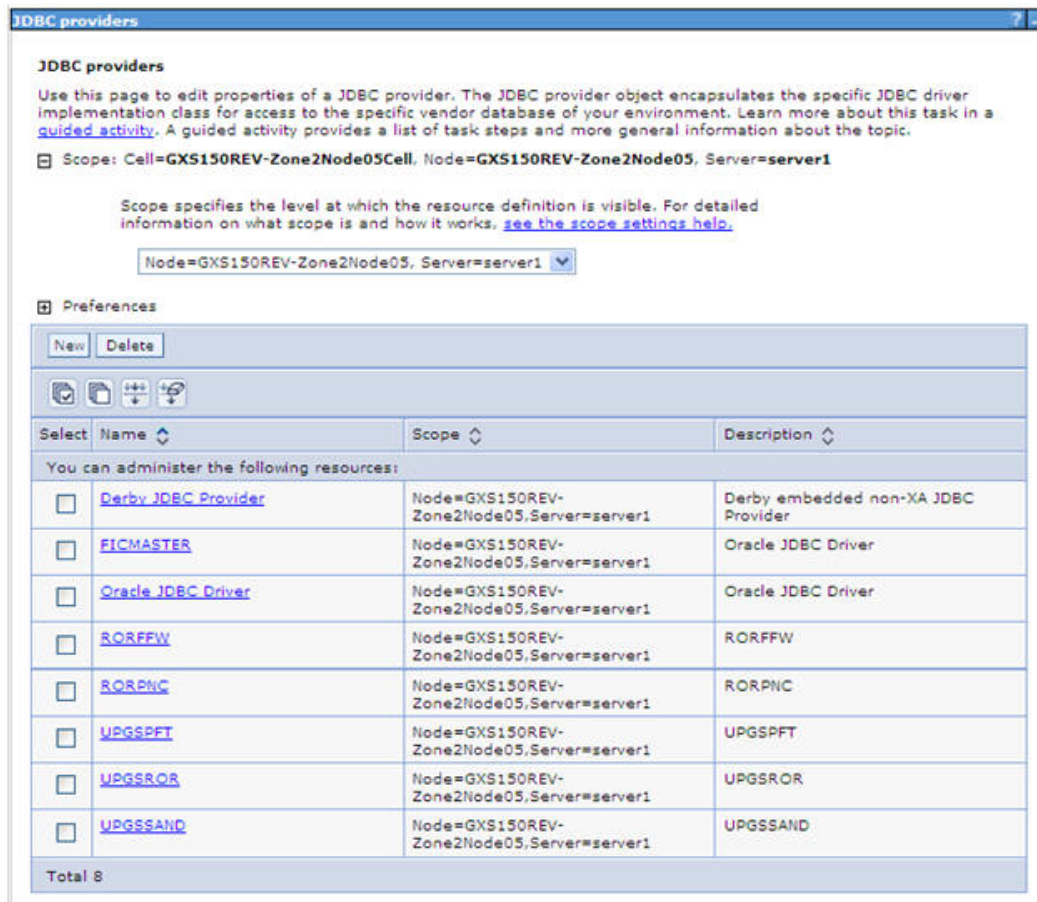 JDBC providers ? -
JDBC providers
Use this page to edit properties of a JDBC provider. The JDBC provider object encapsulates the specific JDBC driver
implementation class for access to the specific vendor database of your environment. Learn more about this task in a
guided activity. A guided activity provides a list of task steps and more general information about the topic.
Scope: Cell=GXS150REV-Zone2Node05Cell, Node=GXS150REV-Zone2Node05, Server=server1
Scope specifies the level at which the resource definition is visible. For detailed
information on what scope is and how it works, see the scope settings help.
Node=GXS150REV-Zone2Node05, Server=server1
Preferences
New Delete
Select Name Scope Description
You can administer the following resources:
Derby JDBC Provider Node=GXS150REV- Derby embedded non-XA JDBC
Zone2Node05,Server=server1 Provider
FICMASTER Node=GXS150REV- Oracle JDBC Driver
Zone2Node05,Server=server1
Oracle JDBC Driver Node=GXS150REV- Oracle JDBC Driver
Zone2Node05,Server=server1
RORFFW Node=GXS150REV- RORFFW
Zone2Node05,Server=server1
RORPNC Node=GXS150REV- RORPNC
Zone2Node05,Server=server1
UPGSPFT Node=GXS150REV- UPGSPFT
Zone2Node05,Server=server1
UPGSROR Node=GXS150REV- UPGSROR
Zone2Node05,Server=server1
UPGSSAND Node=GXS150REV- UPGSSAND
Zone2Node05,Server=server1
Total 8